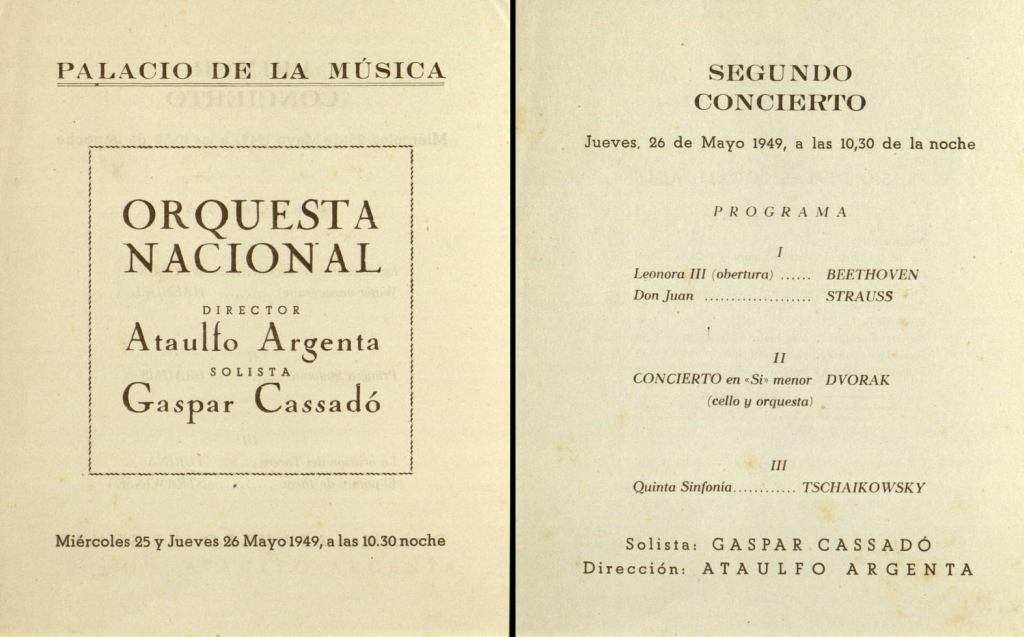 PALACIO DE LA MÚSICA
ORQUESTA
NACIONAL
DIRECTOR
Ataulfo Argenta
SOLISTA
Gaspar Cassadó
Miércoles 25 y Jueves 26 Mayo 1949, a las 10.30 noche
SEGUNDO
CONCIERTO
Jueves, 26 de Mayo 1949, a las 10,30 de la noche
PROGRAMA
I
Leonora III (obertura) ...... BEETHOVEN
Don Juan .................... STRAUSS
II
CONCIERTO en «Si» menor DVORAK
(cello y orquesta)
III
Quinta Sinfonía............ TSCHAIKOWSKY
Solista: GASPAR CASSADÓ
Dirección: ATAULFO ARGENTA